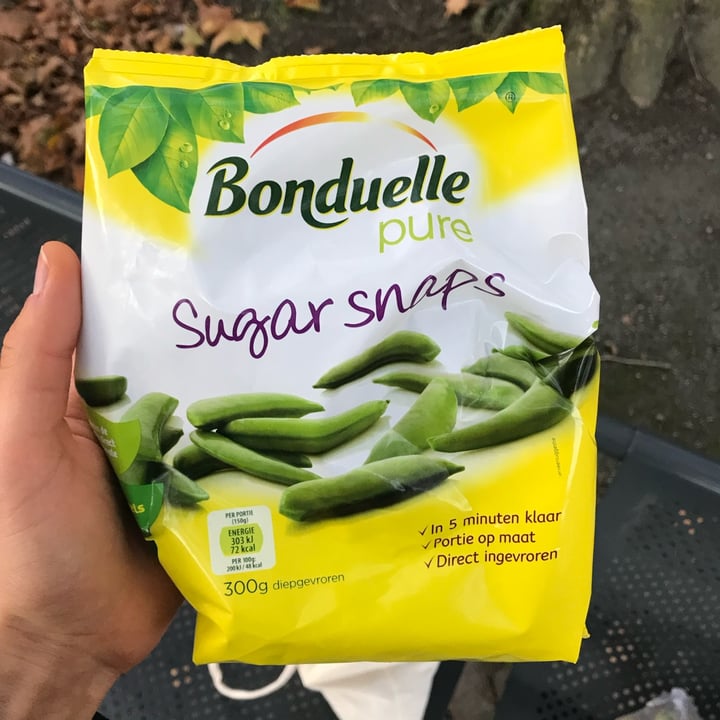 Bonduelle
pure
Sugar snaps
PER PORTIE
(150g)
ENERGIE
303 kJ
72 kcal
PER 100g:
200 kJ / 48 kcal
✓ In 5 minuten klaar
✓ Portie op maat
✓ Direct ingevroren
300g diepgevroren